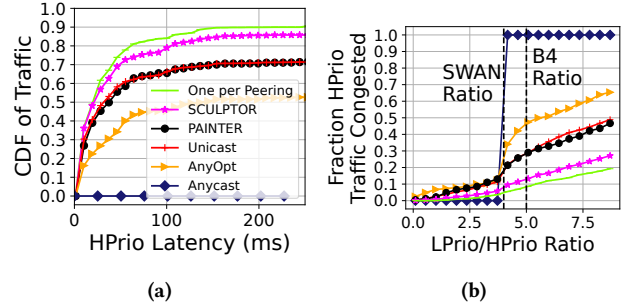 CDF of Traffic
1.0
0.9
0.8
0.7
0.6
0.5
0.4
0.3
0.2
0.1
0.0
One per Peering
SCULPTOR
PAINTER
Unicast
AnyOpt
Anycast
0
100
200
HPrio Latency (ms)
(a)
Fraction HPrio
Traffic Congested
1.0
0.9
0.8
0.7
0.6
0.5
0.4
0.3
0.2
0.1
0.0
SWAN
Ratio
B4
Ratio
0.0
2.5
5.0
7.5
LPrio/HPrio Ratio
(b)